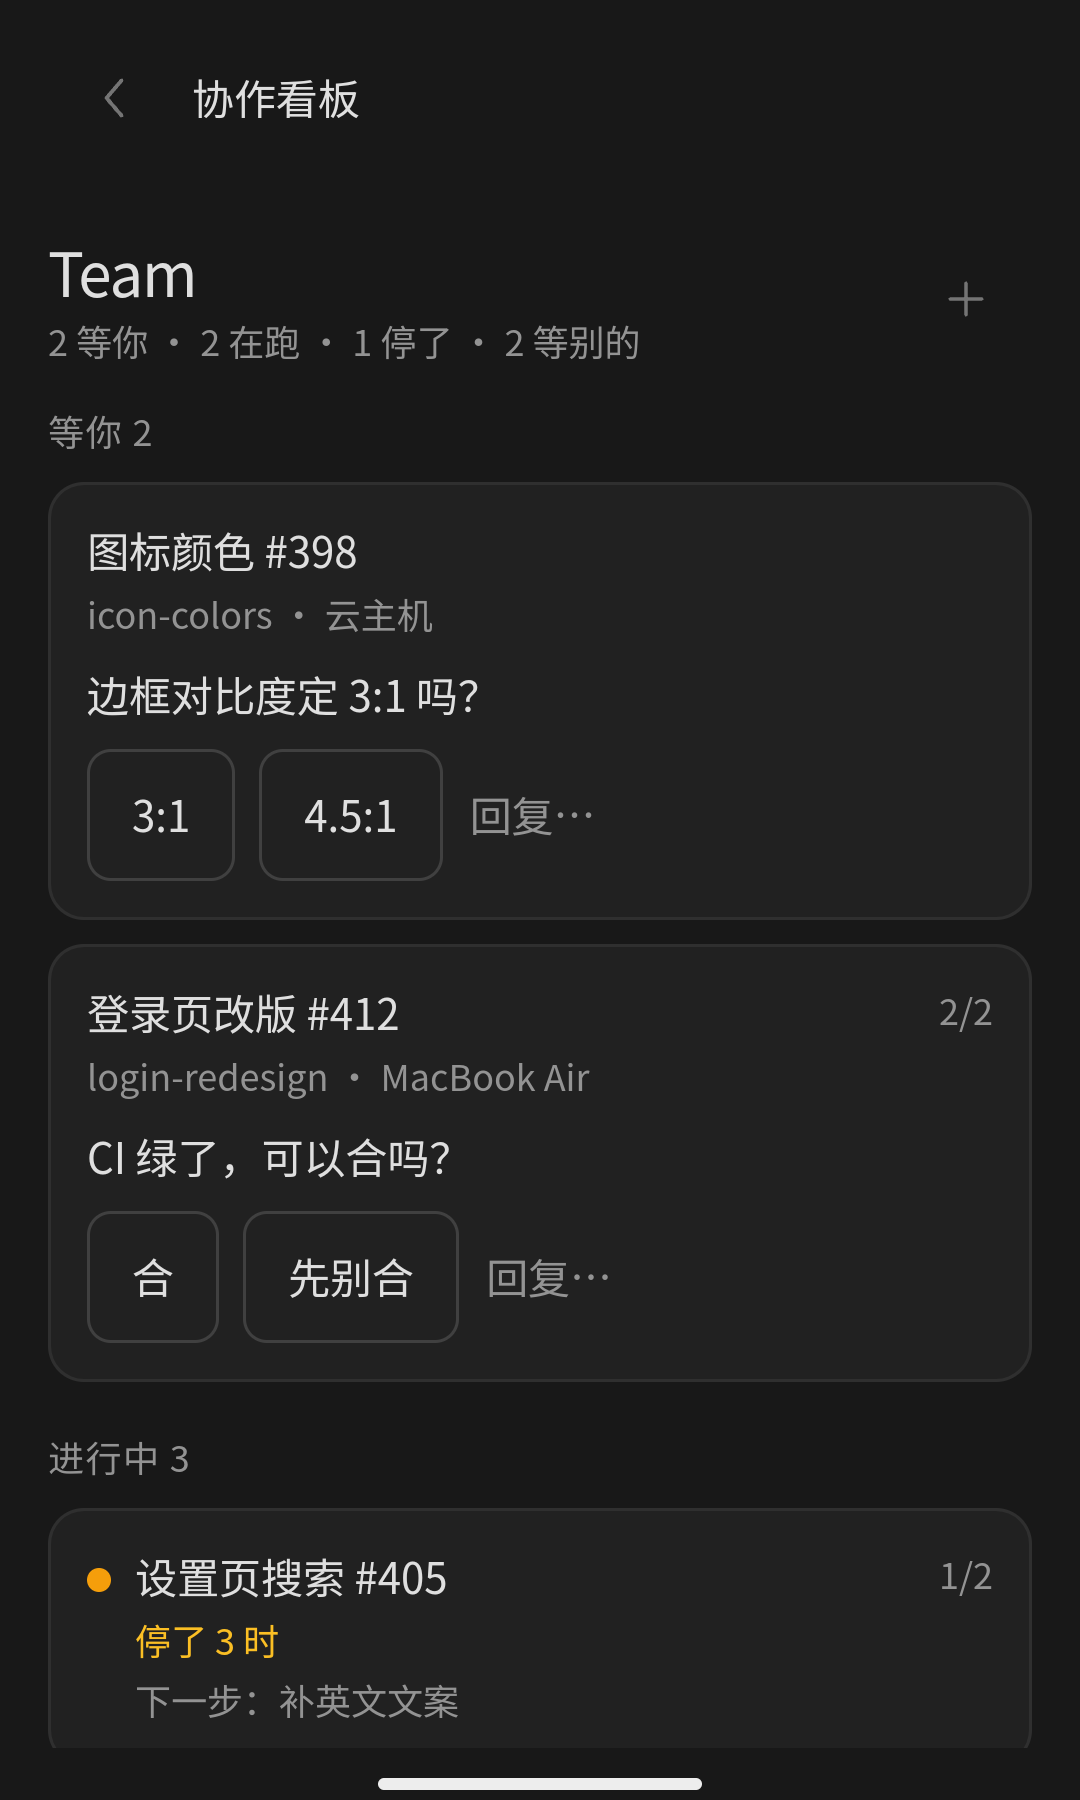 协作看板
Team
2 等你 · 2 在跑 · 1 停了 · 2 等别的
等你 2
图标颜色 #398
icon-colors · 云主机
边框对比度定 3:1 吗？
3:1 4.5:1 回复…
登录页改版 #412 2/2
login-redesign · MacBook Air
CI 绿了，可以合吗？
合 先别合 回复…
进行中 3
设置页搜索 #405 1/2
停了 3 时
下一步：补英文文案